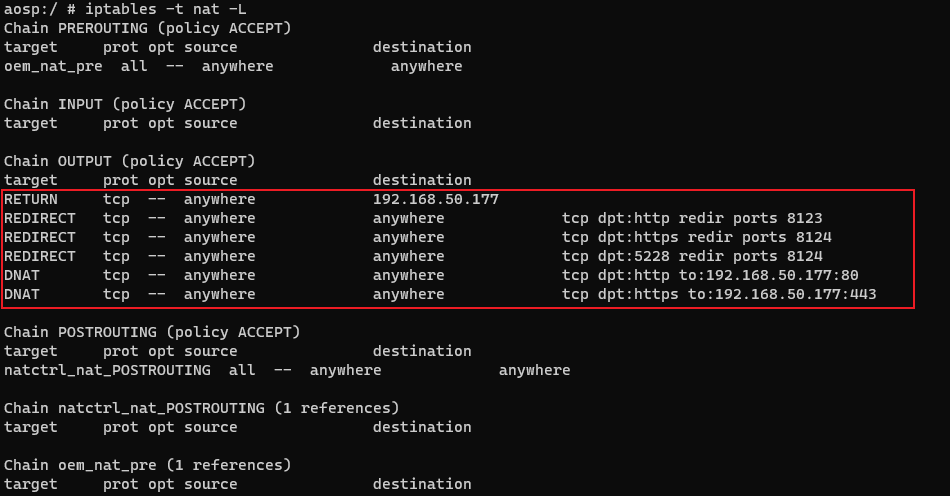 aosp:/ # iptables -t nat -L
Chain PREROUTING (policy ACCEPT)
target     prot opt source               destination
oem_nat_pre  all  --  anywhere             anywhere

Chain INPUT (policy ACCEPT)
target     prot opt source               destination

Chain OUTPUT (policy ACCEPT)
target     prot opt source               destination
RETURN     tcp  --  anywhere             192.168.50.177
REDIRECT   tcp  --  anywhere             anywhere             tcp dpt:http redir ports 8123
REDIRECT   tcp  --  anywhere             anywhere             tcp dpt:https redir ports 8124
REDIRECT   tcp  --  anywhere             anywhere             tcp dpt:5228 redir ports 8124
DNAT       tcp  --  anywhere             anywhere             tcp dpt:http to:192.168.50.177:80
DNAT       tcp  --  anywhere             anywhere             tcp dpt:https to:192.168.50.177:443

Chain POSTROUTING (policy ACCEPT)
target     prot opt source               destination
natctrl_nat_POSTROUTING  all  --  anywhere             anywhere

Chain natctrl_nat_POSTROUTING (1 references)
target     prot opt source               destination

Chain oem_nat_pre (1 references)
target     prot opt source               destination